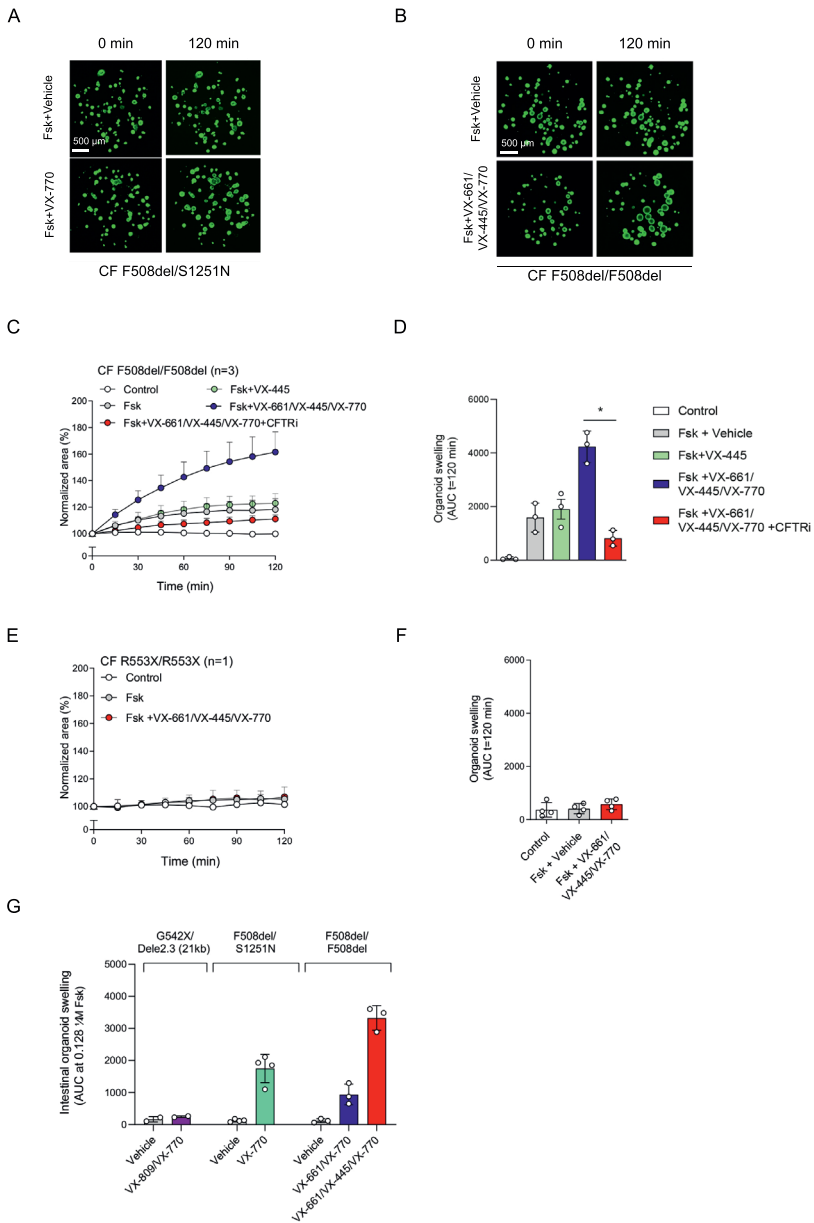 A
0 min 120 min
Fsk+Vehicle
500 µm
Fsk+VX-770
CF F508del/S1251N
B
0 min 120 min
Fsk+Vehicle
500 µm
Fsk+VX-661/
VX-445/VX-770
CF F508del/F508del
C
CF F508del/F508del (n=3)
Control
Fsk+VX-445
Fsk
Fsk+VX-661/VX-445/VX-770
Fsk+VX-661/VX-445/VX-770+CFTRi
Normalized area (%)
200
180
160
140
120
100
0
0 30 60 90 120
Time (min)
D
Organoid swelling
(AUC t=120 min)
6000
4000
2000
0
*
Control
Fsk + Vehicle
Fsk+VX-445
Fsk +VX-661/
VX-445/VX-770
Fsk +VX-661/
VX-445/VX-770 +CFTRi
E
CF R553X/R553X (n=1)
Control
Fsk
Fsk +VX-661/VX-445/VX-770
Normalized area (%)
200
180
160
140
120
100
0
0 30 60 90 120
Time (min)
F
Organoid swelling
(AUC t=120 min)
6000
4000
2000
0
Control
Fsk + Vehicle
Fsk + VX-661/
VX-445/VX-770
G
G542X/
Dele2.3 (21kb)
F508del/
S1251N
F508del/
F508del
Intestinal organoid swelling
(AUC at 0.128 ¼M Fsk)
5000
4000
3000
2000
1000
0
Vehicle
VX-809/VX-770
Vehicle
VX-770
Vehicle
VX-661/VX-770
VX-661/VX-445/VX-770